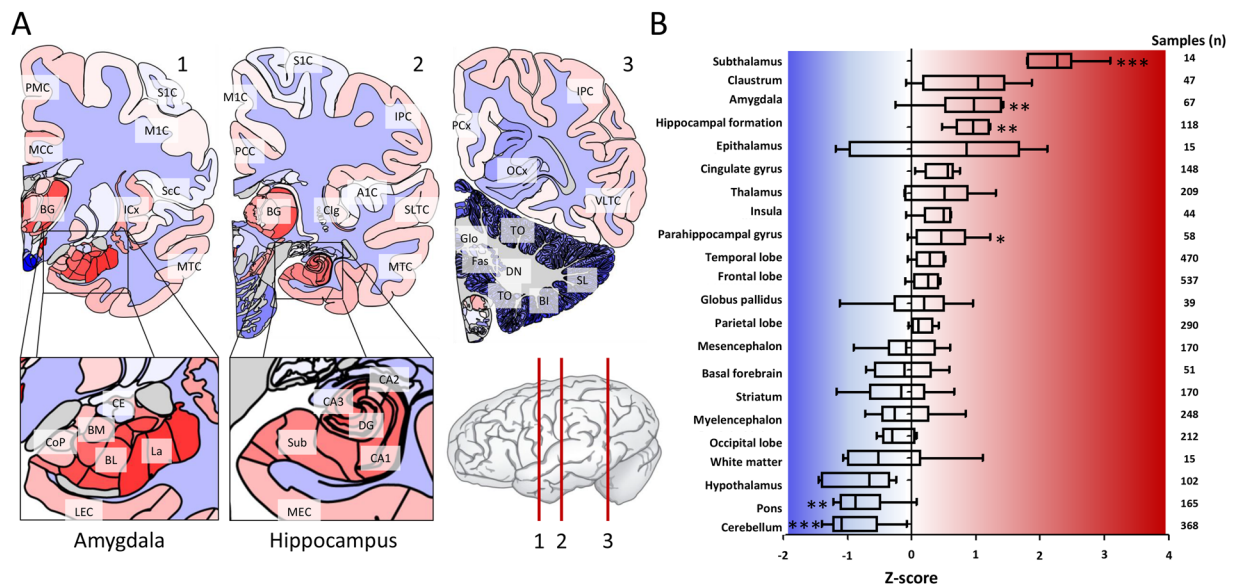 A
1
PMC
S1C
M1C
MCC
ScC
BG
ICx
MTC
2
S1C
M1C
IPC
PCC
A1C
BG
Clg
SLTC
MTC
3
IPC
PCx
OCx
VLTC
Glo
TO
Fas
DN
SL
TO
BI
CE
CoP
BM
BL
La
LEC
Amygdala
CA2
CA3
DG
Sub
CA1
MEC
Hippocampus
1 2 3
B
Samples (n)
Subthalamus *** 14
Claustrum 47
Amygdala ** 67
Hippocampal formation ** 118
Epithalamus 15
Cingulate gyrus 148
Thalamus 209
Insula 44
Parahippocampal gyrus * 58
Temporal lobe 470
Frontal lobe 537
Globus pallidus 39
Parietal lobe 290
Mesencephalon 170
Basal forebrain 51
Striatum 170
Myelencephalon 248
Occipital lobe 212
White matter 15
Hypothalamus 102
Pons ** 165
Cerebellum *** 368
-2 -1 0 1 2 3 4
Z-score